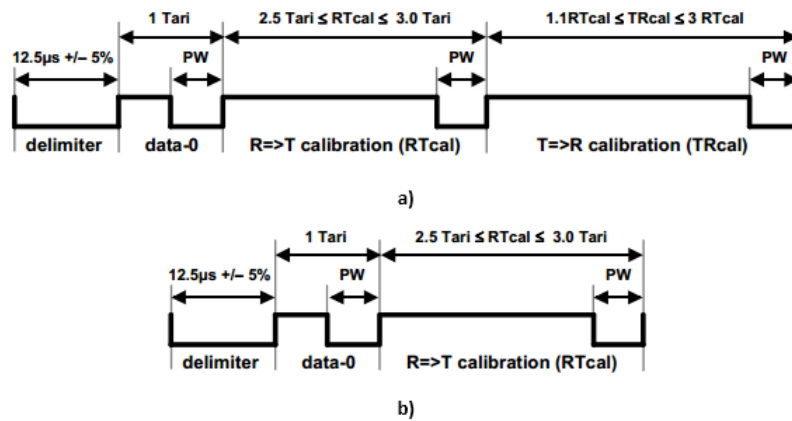 1 Tari 2.5 Tari ≤ RTcal ≤ 3.0 Tari 1.1RTcal ≤ TRcal ≤ 3 RTcal
12.5µs +/– 5% PW PW PW
delimiter data-0 R=>T calibration (RTcal) T=>R calibration (TRcal)
a)
1 Tari 2.5 Tari ≤ RTcal ≤ 3.0 Tari
12.5µs +/– 5% PW PW
delimiter data-0 R=>T calibration (RTcal)
b)